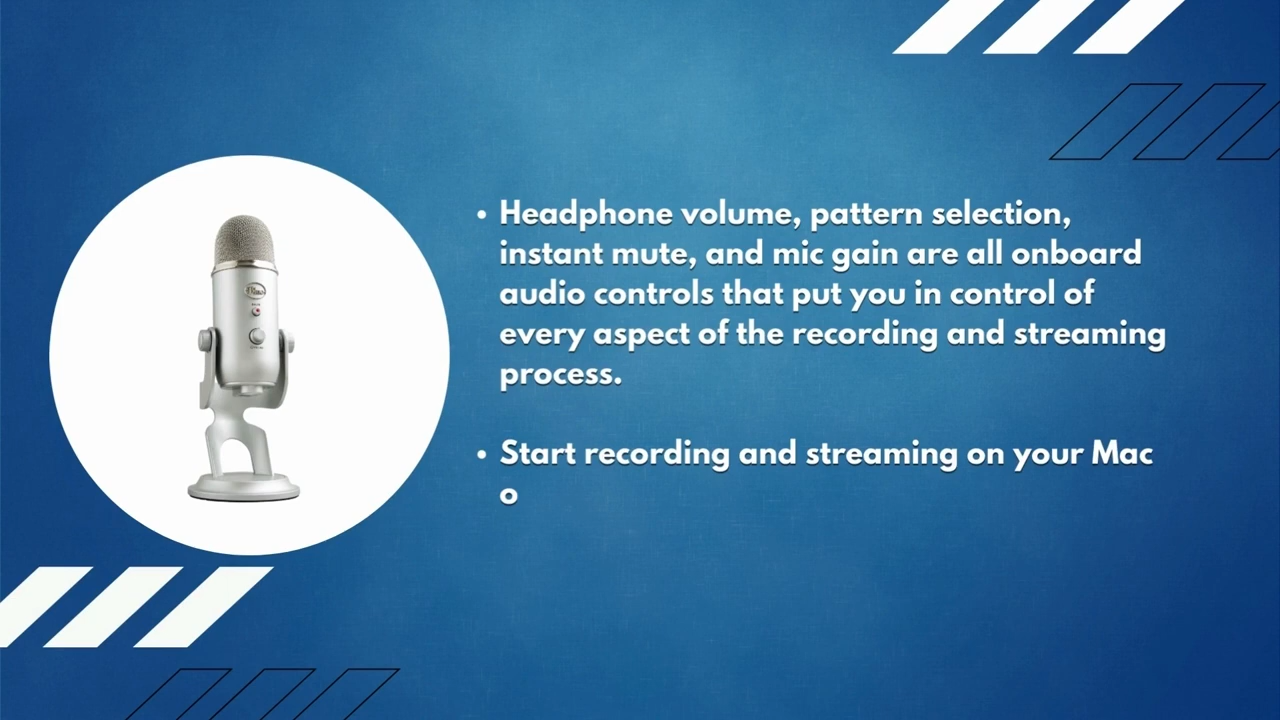 • Headphone volume, pattern selection,
instant mute, and mic gain are all onboard
audio controls that put you in control of
every aspect of the recording and streaming
process.
• Start recording and streaming on your Mac
o